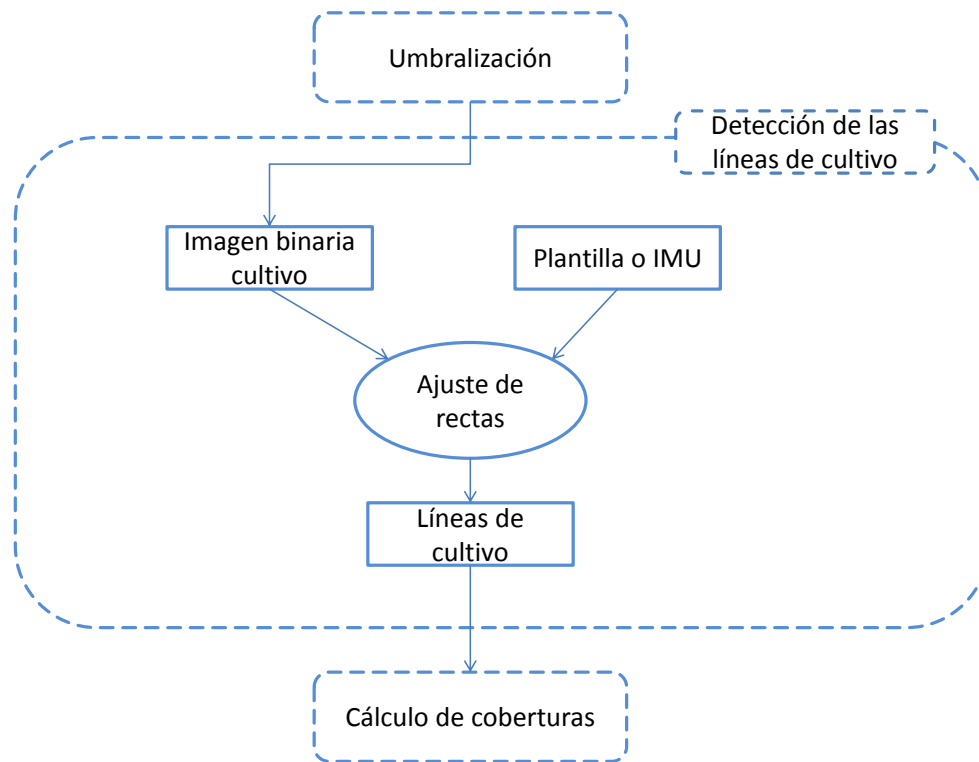 Umbralización
Detección de las
líneas de cultivo
Imagen binaria
cultivo
Plantilla o IMU
Ajuste de
rectas
Líneas de
cultivo
Cálculo de coberturas